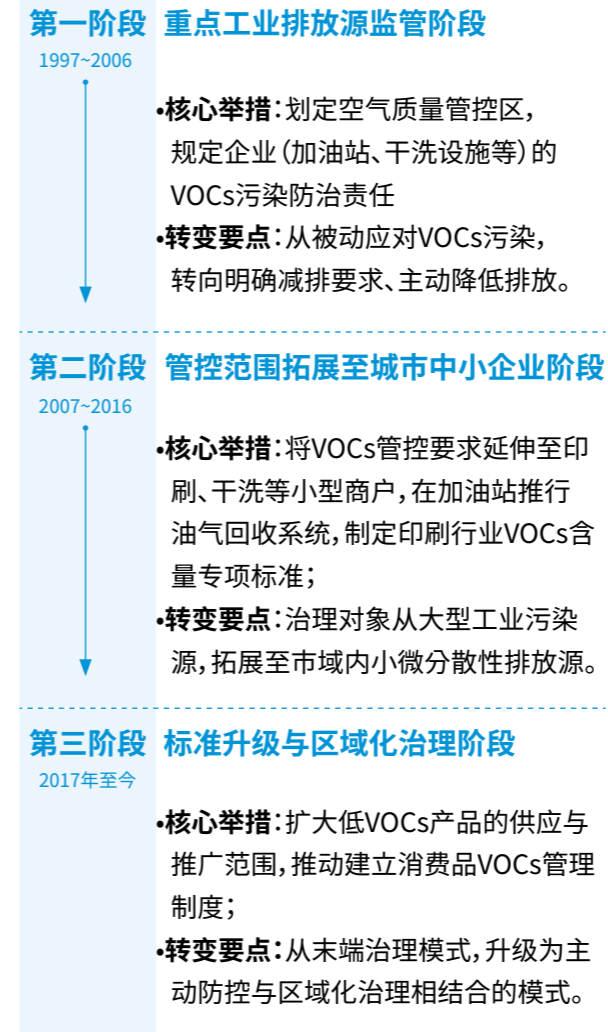 第一阶段 重点工业排放源监管阶段
1997~2006
•核心举措：划定空气质量管控区，
规定企业（加油站、干洗设施等）的
VOCs污染防治责任
•转变要点：从被动应对VOCs污染，
转向明确减排要求、主动降低排放。
第二阶段 管控范围拓展至城市中小企业阶段
2007~2016
•核心举措：将VOCs管控要求延伸至印
刷、干洗等小型商户，在加油站推行
油气回收系统，制定印刷行业VOCs含
量专项标准；
•转变要点：治理对象从大型工业污染
源，拓展至市域内小微分散性排放源。
第三阶段 标准升级与区域化治理阶段
2017年至今
•核心举措：扩大低VOCs产品的供应与
推广范围，推动建立消费品VOCs管理
制度；
•转变要点：从末端治理模式，升级为主
动防控与区域化治理相结合的模式。